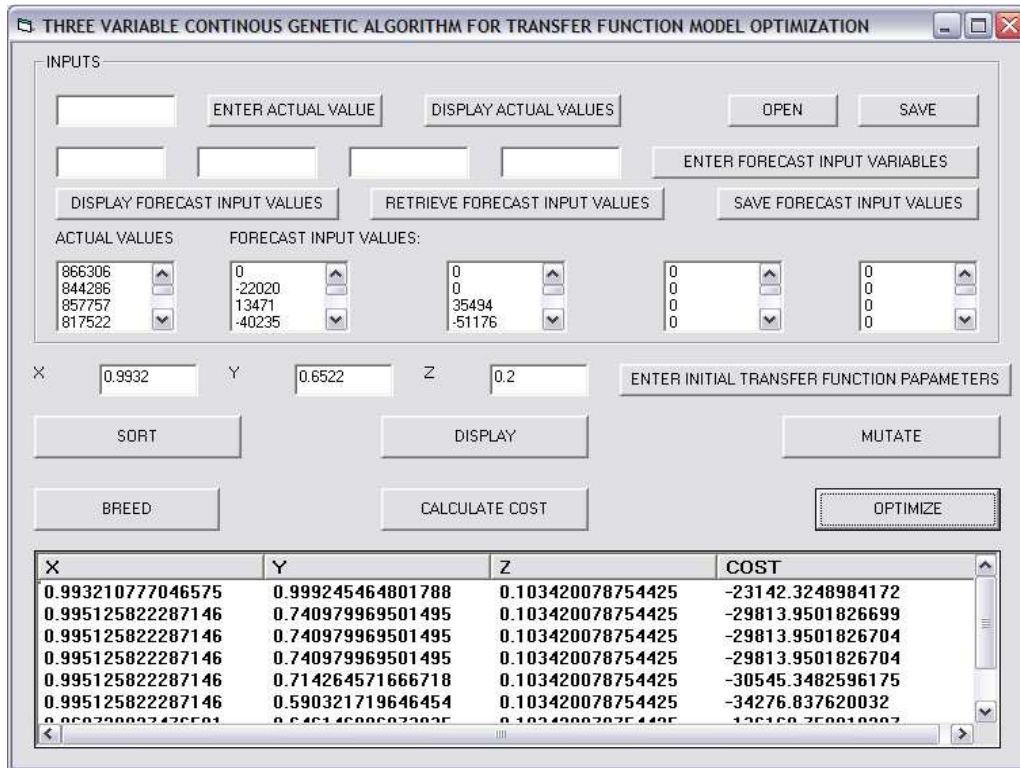 THREE VARIABLE CONTINOUS GENETIC ALGORITHM FOR TRANSFER FUNCTION MODEL OPTIMIZATION
INPUTS
ENTER ACTUAL VALUE DISPLAY ACTUAL VALUES OPEN SAVE
ENTER FORECAST INPUT VARIABLES
DISPLAY FORECAST INPUT VALUES RETRIEVE FORECAST INPUT VALUES SAVE FORECAST INPUT VALUES
ACTUAL VALUES FORECAST INPUT VALUES:
866306 0 0 0 0
844286 -22020 0 0 0
857757 13471 35494 0 0
817522 -40235 -51176 0 0
X 0.9932 Y 0.6522 Z 0.2 ENTER INITIAL TRANSFER FUNCTION PAPAMETERS
SORT DISPLAY MUTATE
BREED CALCULATE COST OPTIMIZE
X Y Z COST
0.993210777046575 0.999245464801788 0.103420078754425 -23142.3248984172
0.995125822287146 0.740979969501495 0.103420078754425 -29813.9501826699
0.995125822287146 0.740979969501495 0.103420078754425 -29813.9501826704
0.995125822287146 0.740979969501495 0.103420078754425 -29813.9501826704
0.995125822287146 0.714264571666718 0.103420078754425 -30545.3482596175
0.995125822287146 0.590321719646454 0.103420078754425 -34276.837620032